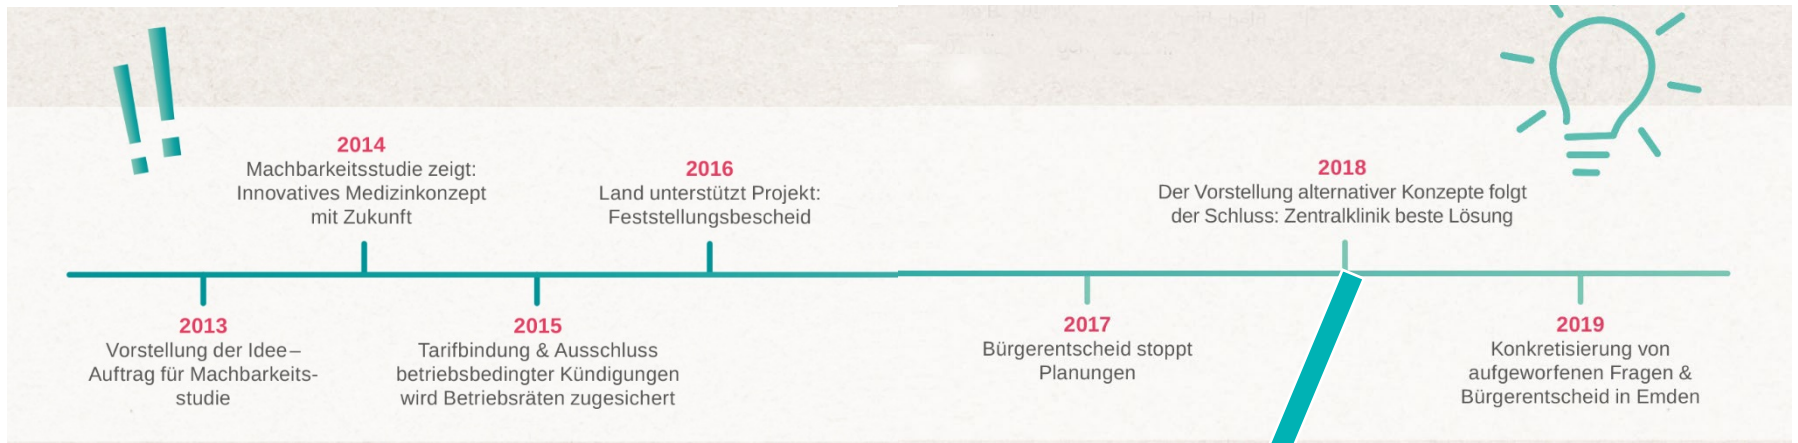 2013
Vorstellung der Idee–
Auftrag für Machbarkeits-
studie
2014
Machbarkeitsstudie zeigt:
Innovatives Medizinkonzept
mit Zukunft
2015
Tarifbindung & Ausschluss
betriebsbedingter Kündigungen
wird Betriebsräten zugesichert
2016
Land unterstützt Projekt:
Feststellungsbescheid
2017
Bürgerentscheid stoppt
Planungen
2018
Der Vorstellung alternativer Konzepte folgt
der Schluss: Zentralklinik beste Lösung
2019
Konkretisierung von
aufgeworfenen Fragen &
Bürgerentscheid in Emden